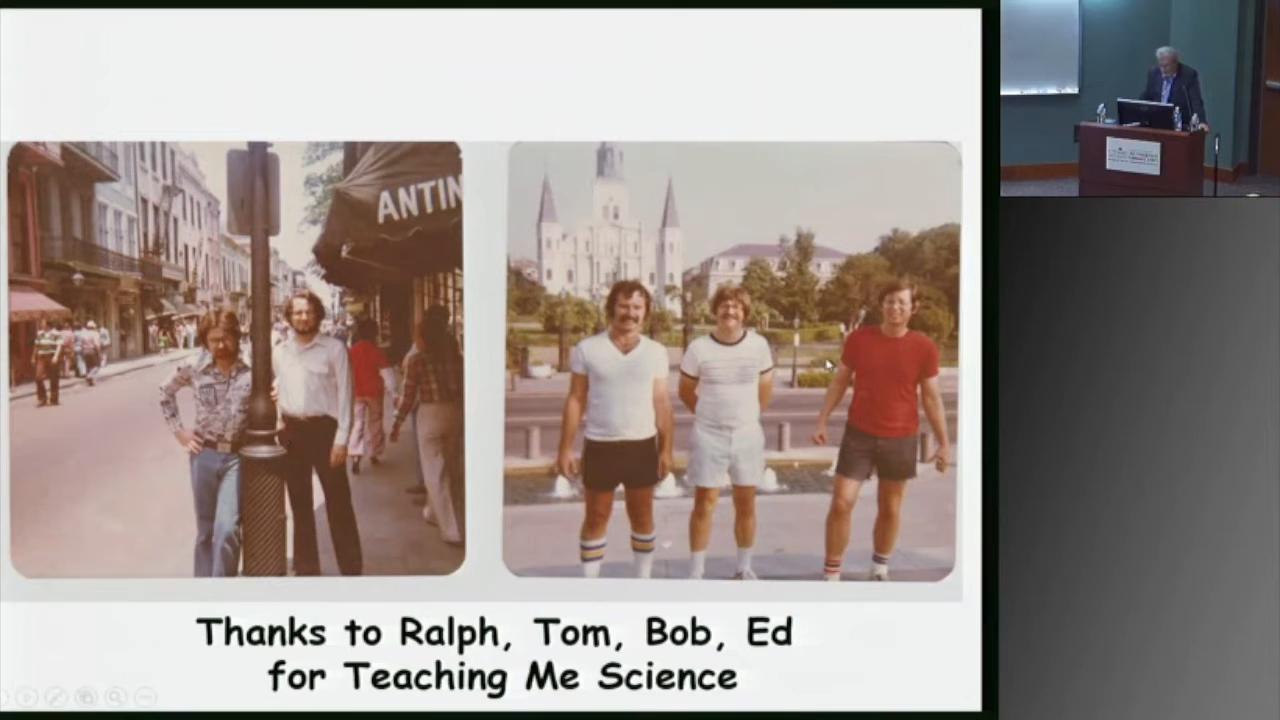 ANTIN
Thanks to Ralph, Tom, Bob, Ed
for Teaching Me Science